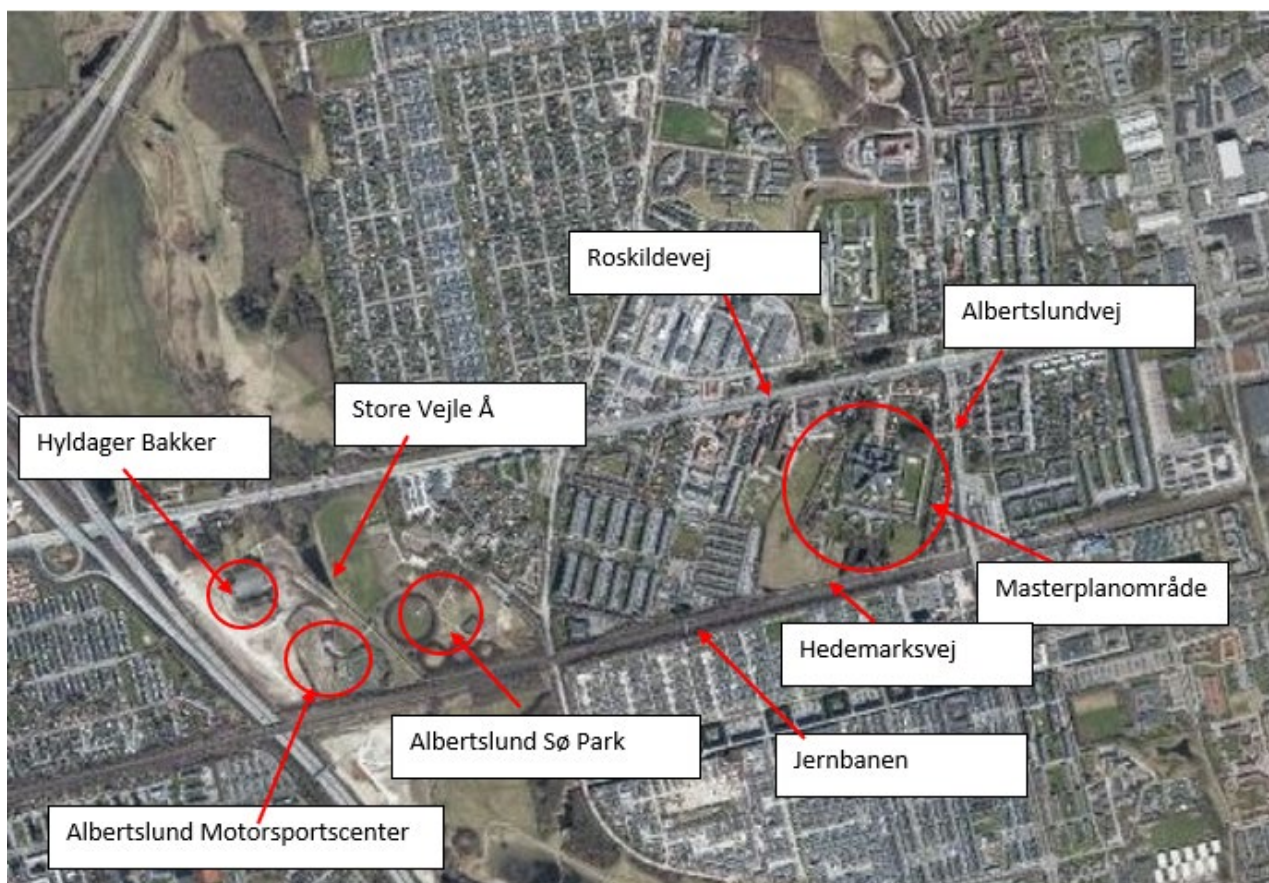 Roskildevej
Albertslundvej
Store Vejle Å
Hyldager Bakker
Masterplanområde
Hedemarksvej
Albertslund Sø Park
Jernbanen
Albertslund Motorsportscenter